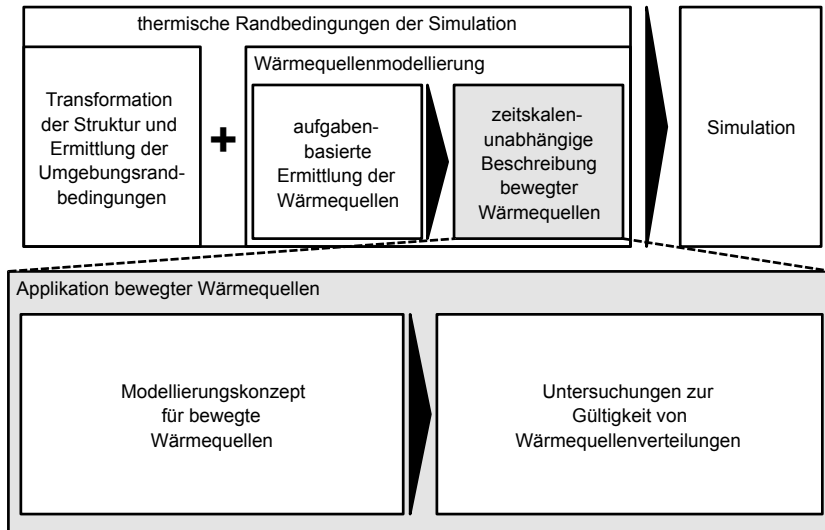 thermische Randbedingungen der Simulation
Transformation
der Struktur und
Ermittlung der
Umgebungsrand-
bedingungen
+
Wärmequellenmodellierung
aufgaben-
basierte
Ermittlung der
Wärmequellen
zeitskalen-
unabhängige
Beschreibung
bewegter
Wärmequellen
Simulation
Applikation bewegter Wärmequellen
Modellierungskonzept
für bewegte
Wärmequellen
Untersuchungen zur
Gültigkeit von
Wärmequellenverteilungen